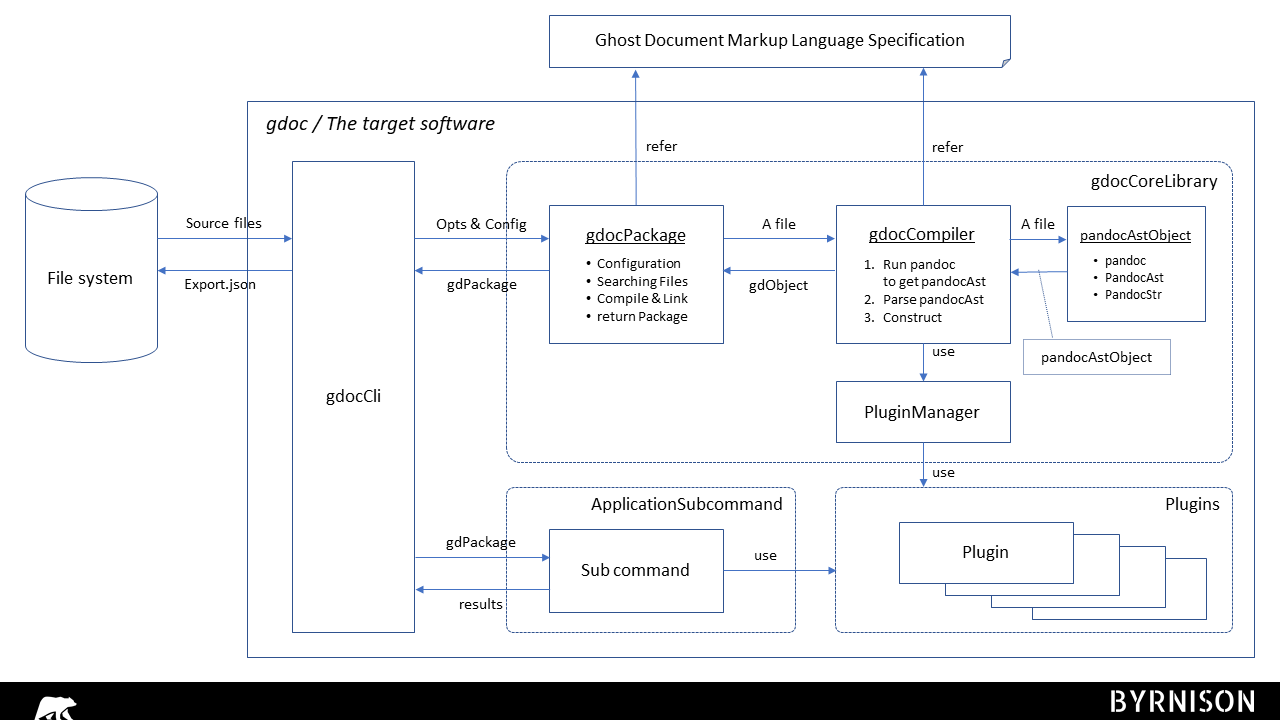 Ghost Document Markup Language Specification
gdoc / The target software
refer
refer
gdocCoreLibrary
File system
Source files
Export.json
gdocCli
Opts & Config
gdPackage
gdocPackage
• Configuration
• Searching Files
• Compile & Link
• return Package
A file
gdObject
gdocCompiler
1. Run pandoc
to get pandocAst
2. Parse pandocAst
3. Construct
A file
pandocAstObject
• pandoc
• PandocAst
• PandocStr
pandocAstObject
use
PluginManager
use
ApplicationSubcommand
gdPackage
results
Sub command
use
Plugins
Plugin
BYRNISON